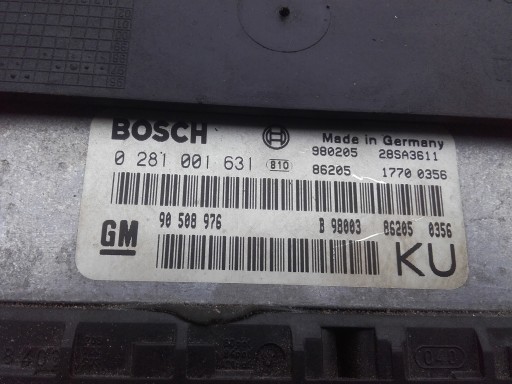 BOSCH Made in Germany
980205 28SA3611
0 281 001 631 810 86205 1770 0356
90 508 976 B 98003 86205 0356
GM KU